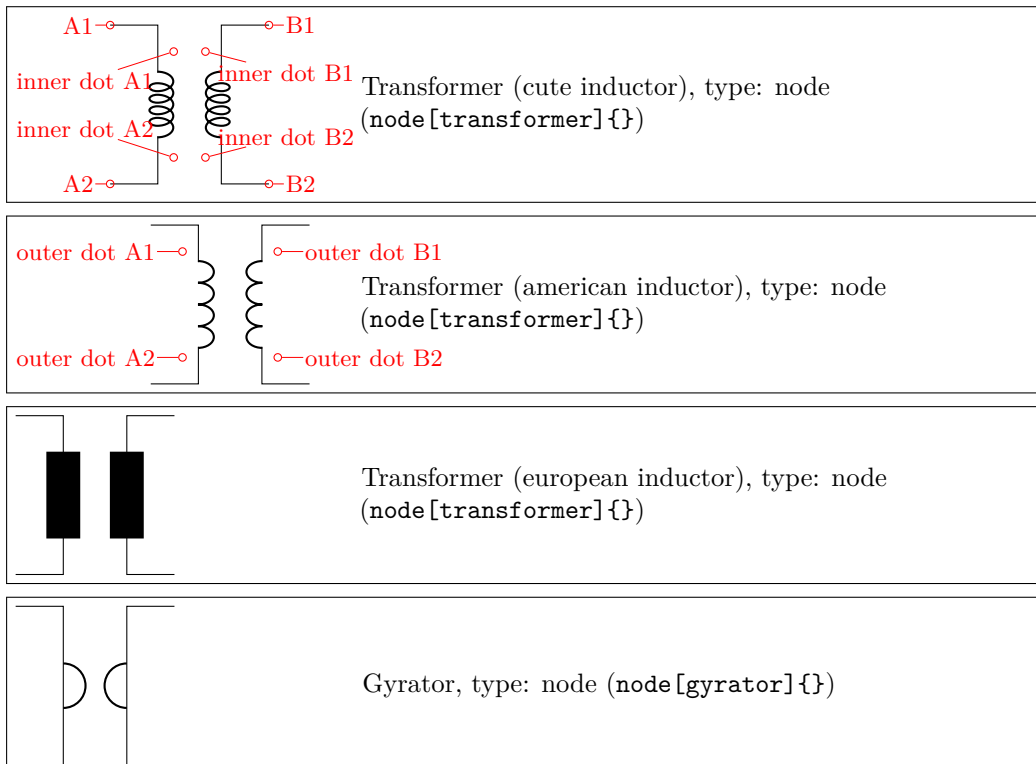 A1
B1
inner dot A1
inner dot B1
inner dot A2
inner dot B2
A2
B2
Transformer (cute inductor), type: node
(node[transformer]{})
outer dot A1
outer dot B1
outer dot A2
outer dot B2
Transformer (american inductor), type: node
(node[transformer]{})
Transformer (european inductor), type: node
(node[transformer]{})
Gyrator, type: node (node[gyrator]{})